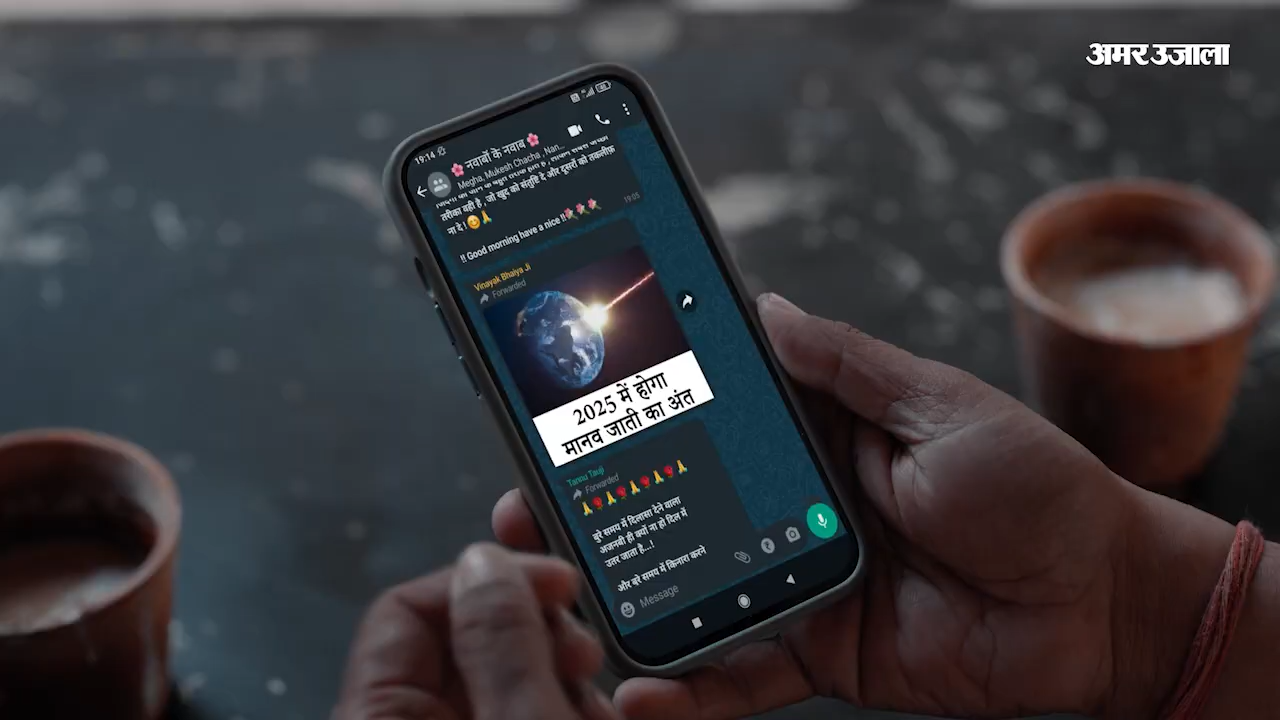 अमर उजाला
19:14
🌸 नवाबों के नवाब 🌸
Megha, Mukesh Chacha , Nan...
तरीका वही है , जो खुद को संतुष्टि दे और दूसरों को तकलीफ़
ना दे ! 😊🙏
!! Good morning have a nice !!💐💐💐
19:05
Vinayak Bhaiya Ji
Forwarded
2025 में होगा
मानव जाती का अंत
Tannu Tauji
Forwarded
🙏🌹🙏🌹🙏🌹🙏🌹🙏
बुरे समय में दिलासा देने वाला
अजनबी ही क्यों ना हो दिल में
उतर जाता है...!
और बुरे समय में किनारा करने
Message